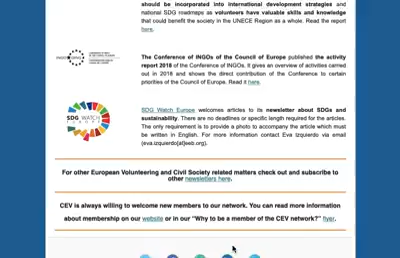 should be incorporated into international development strategies and
national SDG roadmaps as volunteers have valuable skills and knowledge
that could benefit the society in the UNECE Region as a whole. Read the report
here.
The Conference of INGOs of the Council of Europe published the activity
report 2018 of the Conference of INGOs. It gives an overview of activities carried
out in 2018 and shows the direct contribution of the Conference to certain
priorities of the Council of Europe. Read it here.
SDG WATCH
EUROPE
SDG Watch Europe welcomes articles to its newsletter about SDGs and
sustainability. There are no deadlines or specific length required for the articles.
The only requirement is to provide a photo to accompany the article which must
be written in English. For more information contact Eva Izquierdo via email
(eva.izquierdo[at]eeb.org).
For other European Volunteering and Civil Society related matters check out and subscribe to
other newsletters here.
CEV is always willing to welcome new members to our network. You can read more information
about membership on our website or in our "Why to be a member of the CEV network?" flyer.